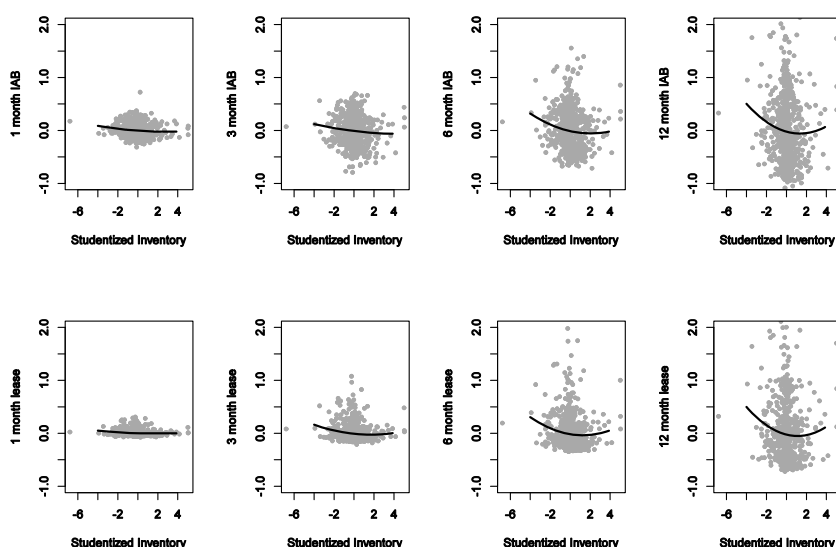 1 month IAB
-1.0 0.0 1.0 2.0
-6 -2 2 4
Studentized Inventory
3 month IAB
-1.0 0.0 1.0 2.0
-6 -2 2 4
Studentized Inventory
6 month IAB
-1.0 0.0 1.0 2.0
-6 -2 2 4
Studentized Inventory
12 month IAB
-1.0 0.0 1.0 2.0
-6 -2 2 4
Studentized Inventory
1 month lease
-1.0 0.0 1.0 2.0
-6 -2 2 4
Studentized Inventory
3 month lease
-1.0 0.0 1.0 2.0
-6 -2 2 4
Studentized Inventory
6 month lease
-1.0 0.0 1.0 2.0
-6 -2 2 4
Studentized Inventory
12 month lease
-1.0 0.0 1.0 2.0
-6 -2 2 4
Studentized Inventory